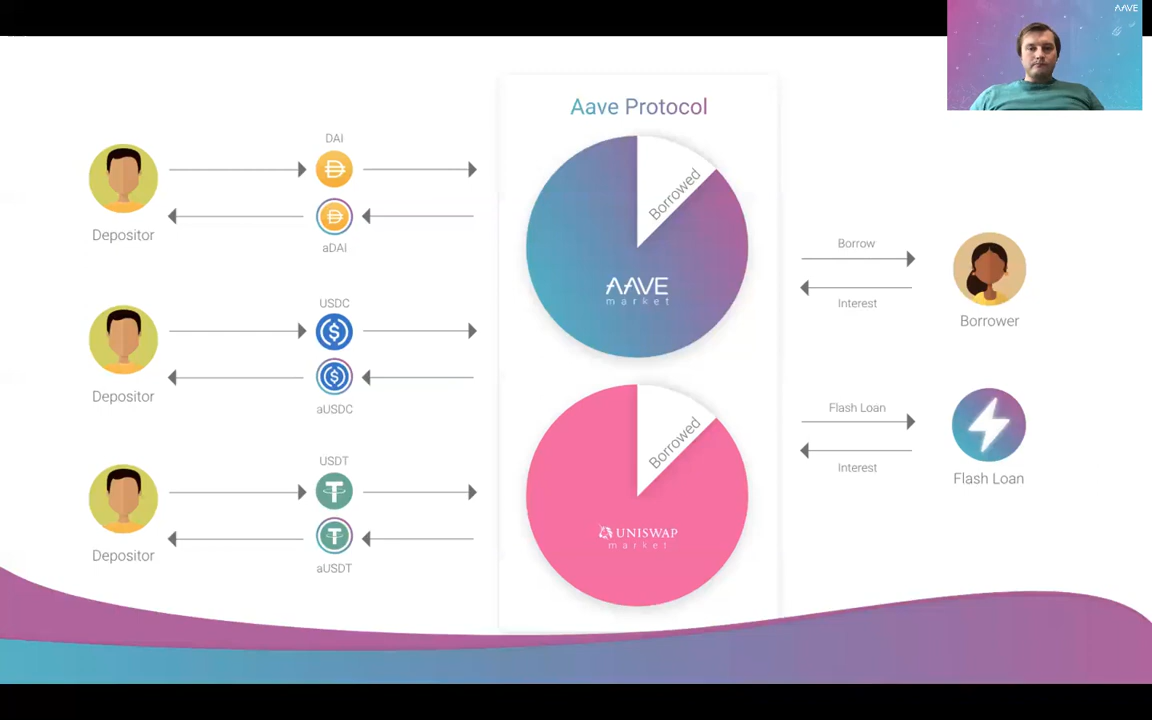 AAVE
Aave Protocol
DAI
Depositor
aDAI
USDC
Depositor
aUSDC
USDT
Depositor
aUSDT
Borrowed
AAVE
market
Borrowed
UNISWAP
market
Borrow
Interest
Borrower
Flash Loan
Interest
Flash Loan